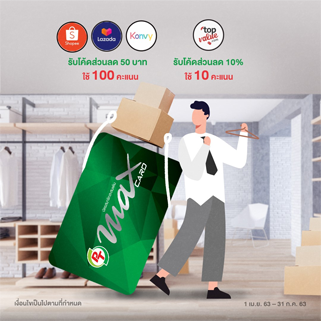 Shopee
Lazada
Konvy
top
value
รับโค้ดส่วนลด 50 บาท
ใช้ 100 คะแนน
รับโค้ดส่วนลด 10%
ใช้ 10 คะแนน
PT
max
CARD
เงื่อนไขเป็นไปตามที่กำหนด
1 เม.ย. 63 – 31 ก.ค. 63